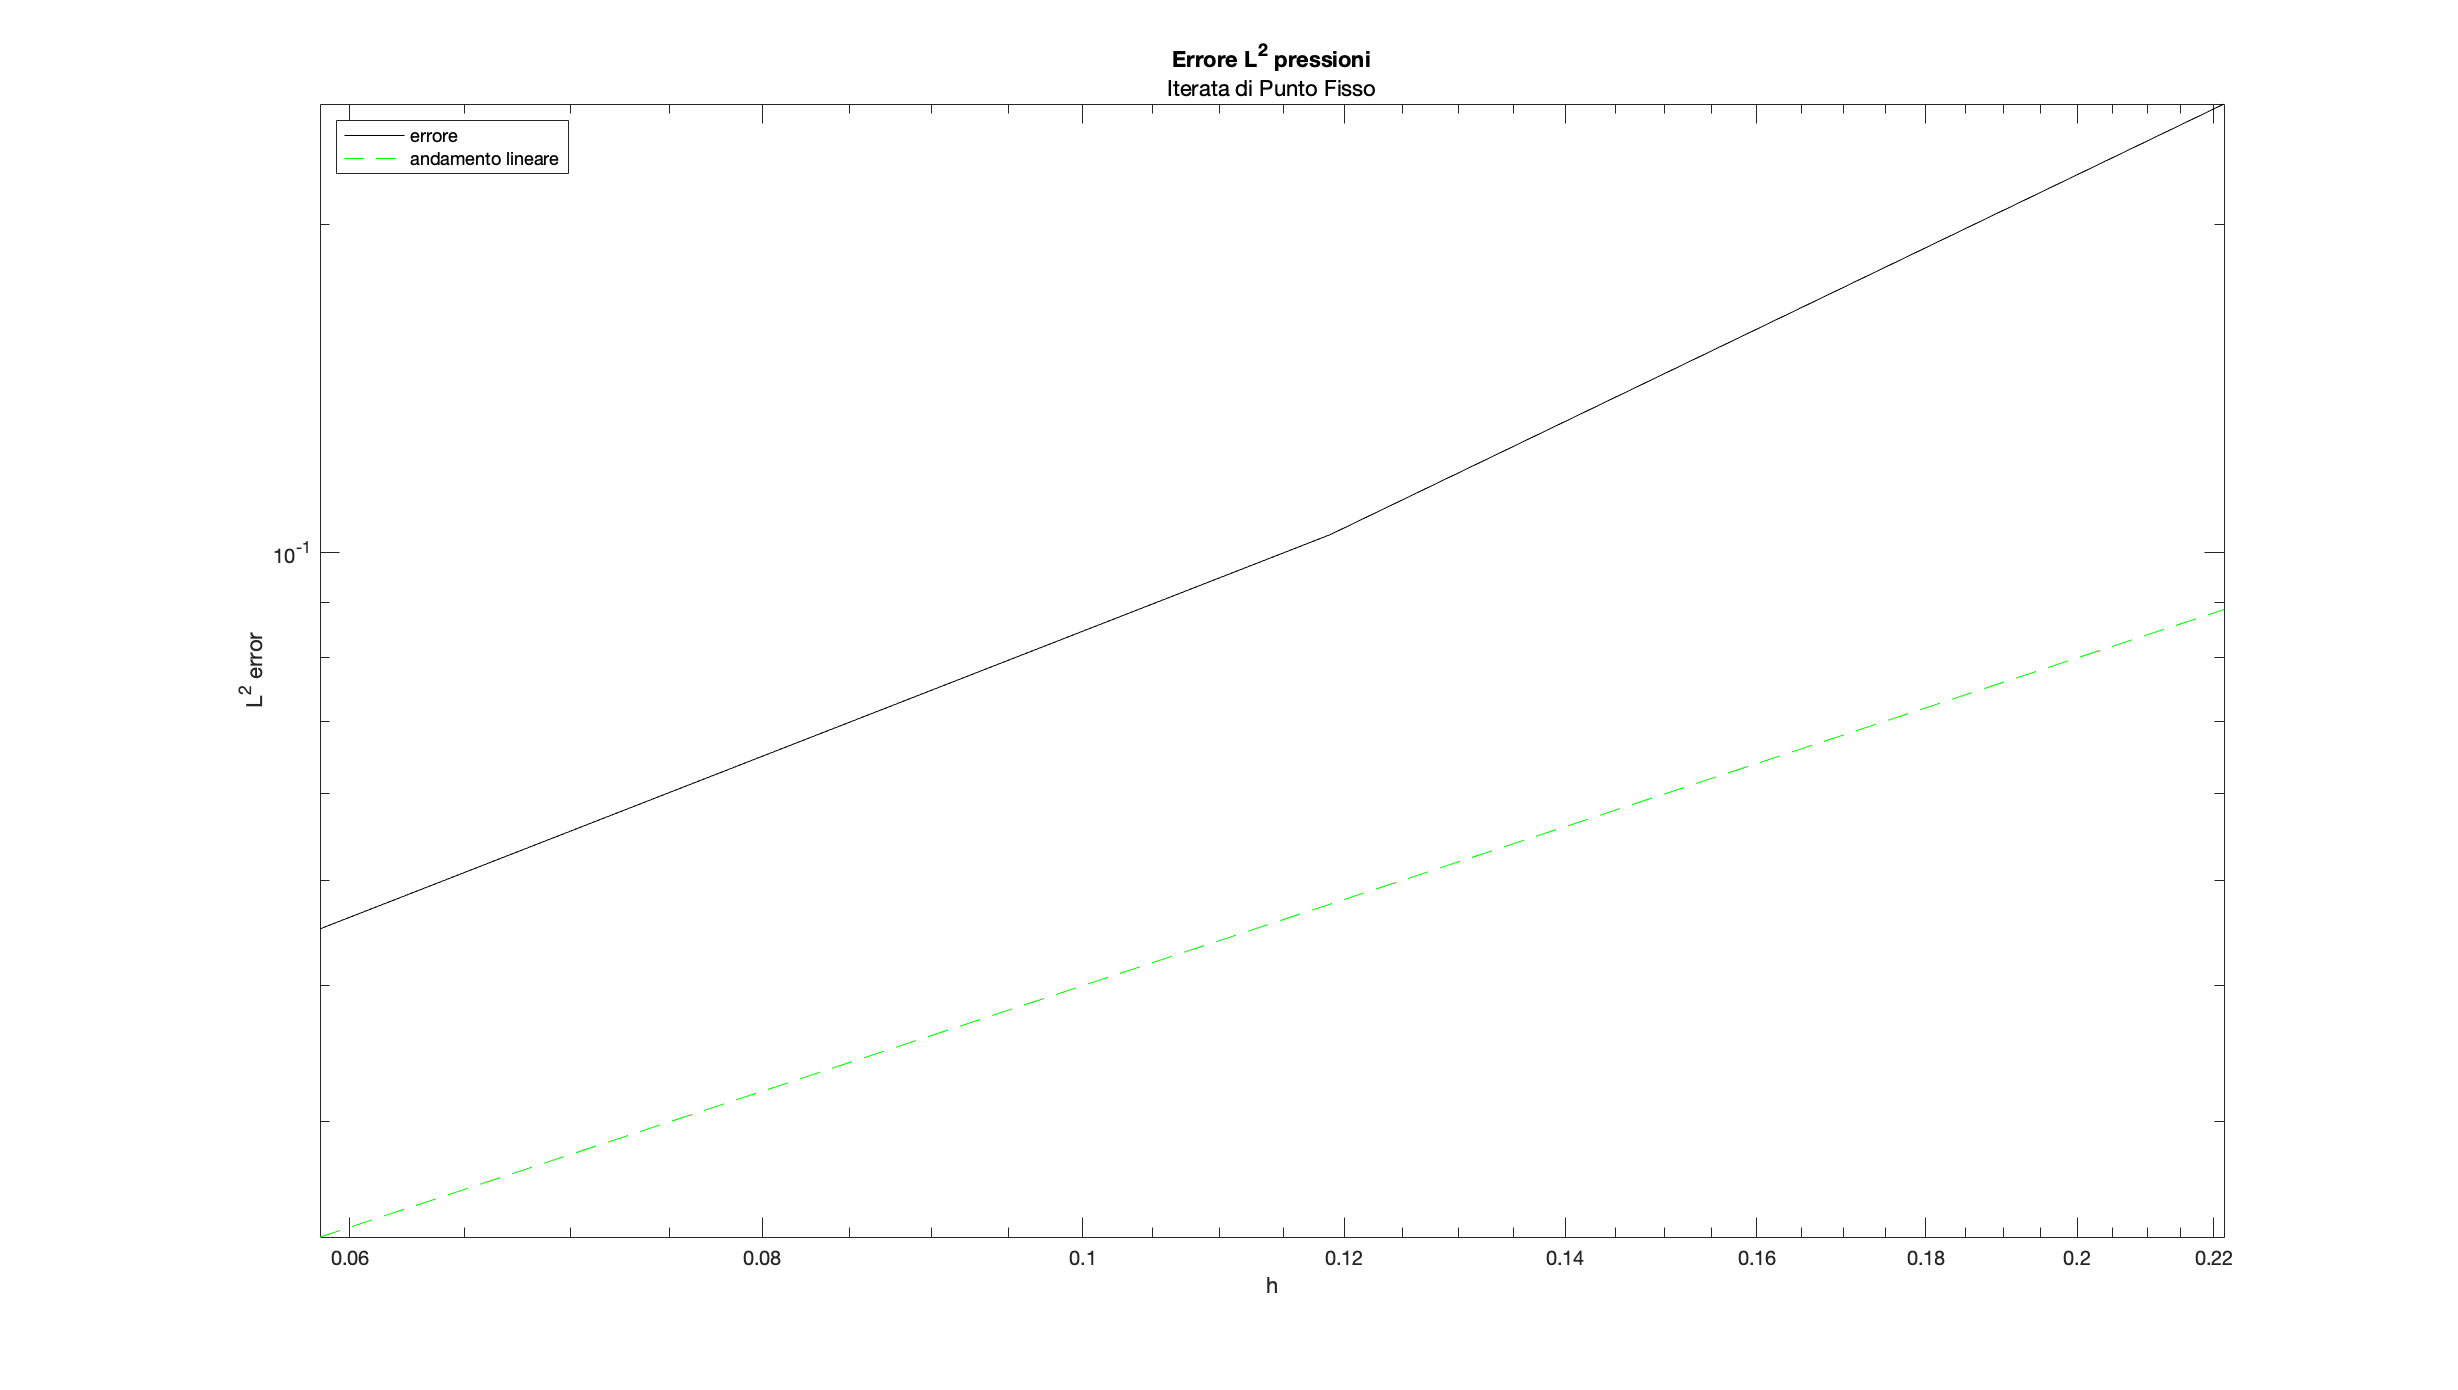 Errore L² pressioni
Iterata di Punto Fisso
errore
andamento lineare
10⁻¹
L² error
0.06 0.08 0.1 0.12 0.14 0.16 0.18 0.2 0.22
h